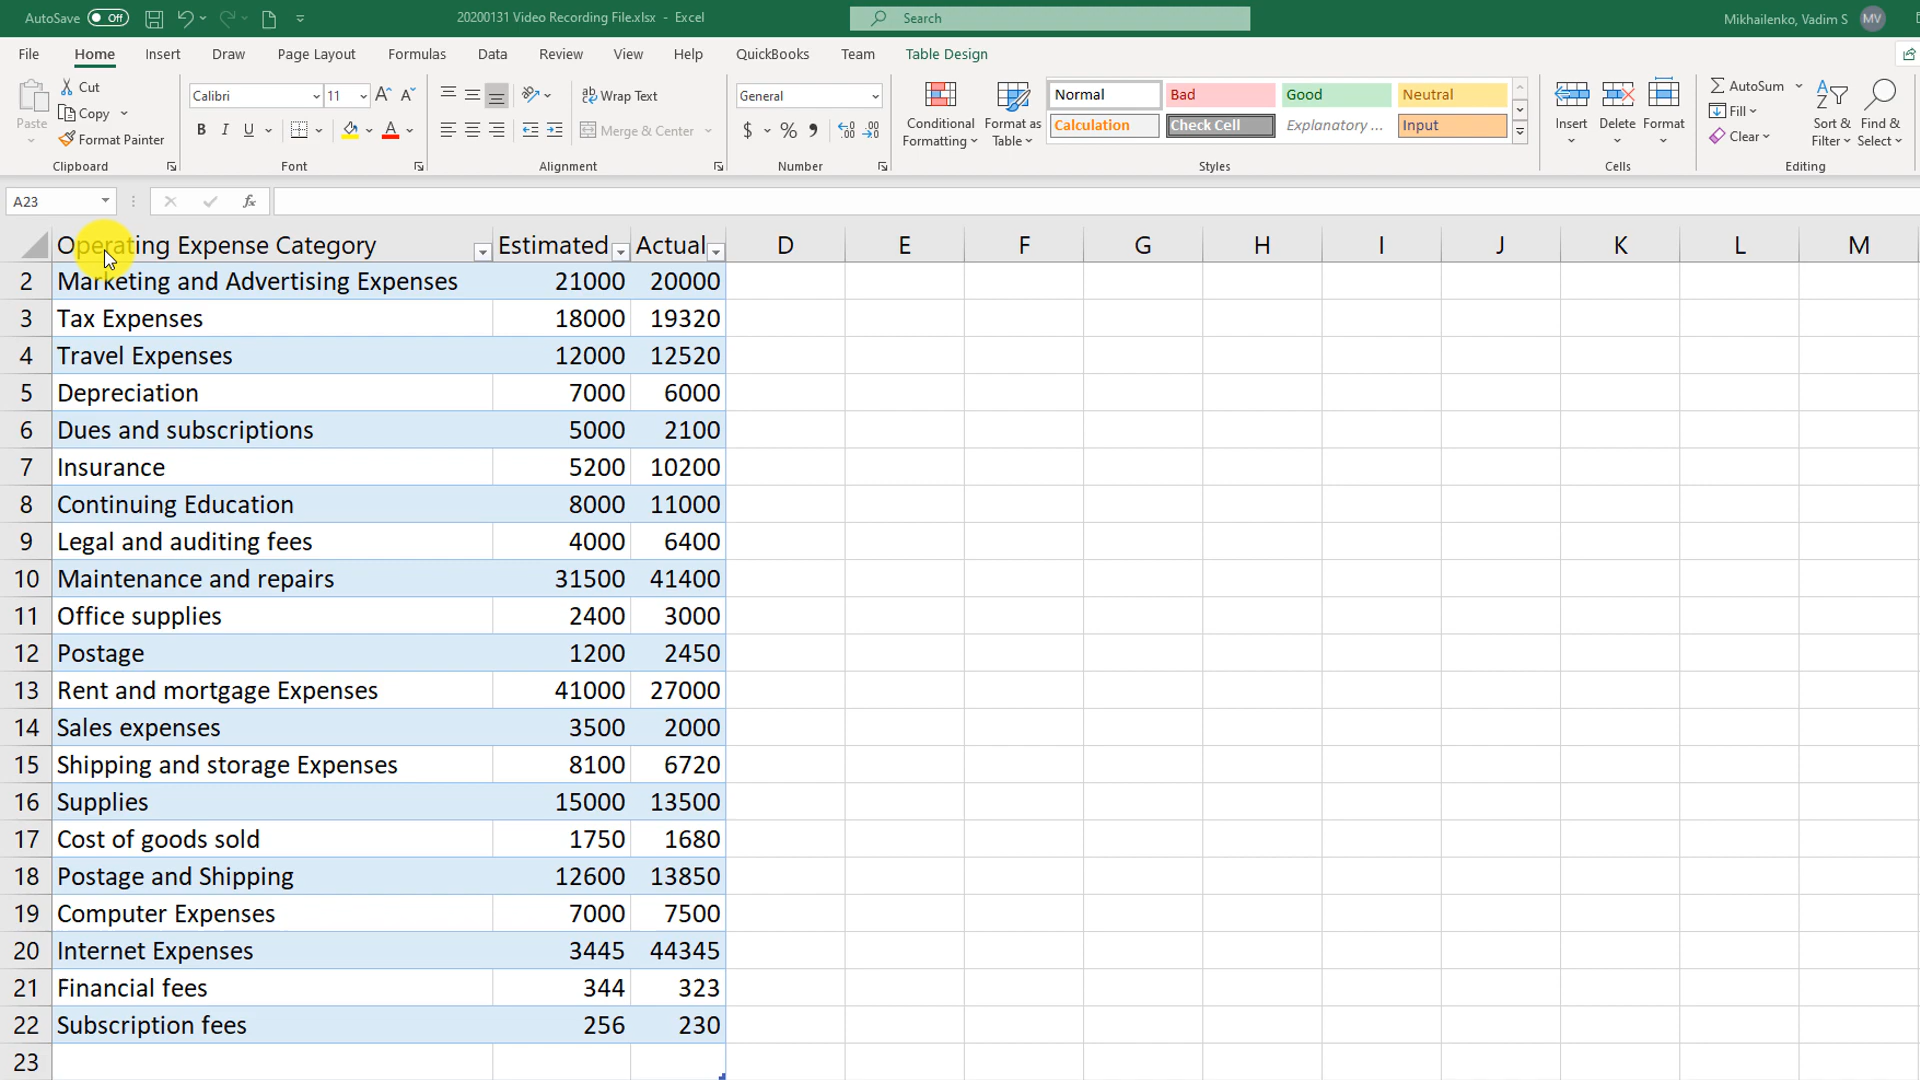 AutoSave Off 20200131 Video Recording File.xlsx - Excel Search Mikhailenko, Vadim S MV
File Home Insert Draw Page Layout Formulas Data Review View Help QuickBooks Team Table Design
Paste Cut Copy Format Painter Clipboard
Calibri 11 B I U A A A Font
ab Wrap Text Merge & Center Alignment
General $ % 9 Number
Conditional Formatting Format as Table
Normal Bad Good Neutral
Calculation Check Cell Explanatory ... Input
Styles
Insert Delete Format Cells
AutoSum Fill Clear Sort & Filter Find & Select Editing
A23 fx
Operating Expense Category Estimated Actual D E F G H I J K L M
2 Marketing and Advertising Expenses 21000 20000
3 Tax Expenses 18000 19320
4 Travel Expenses 12000 12520
5 Depreciation 7000 6000
6 Dues and subscriptions 5000 2100
7 Insurance 5200 10200
8 Continuing Education 8000 11000
9 Legal and auditing fees 4000 6400
10 Maintenance and repairs 31500 41400
11 Office supplies 2400 3000
12 Postage 1200 2450
13 Rent and mortgage Expenses 41000 27000
14 Sales expenses 3500 2000
15 Shipping and storage Expenses 8100 6720
16 Supplies 15000 13500
17 Cost of goods sold 1750 1680
18 Postage and Shipping 12600 13850
19 Computer Expenses 7000 7500
20 Internet Expenses 3445 44345
21 Financial fees 344 323
22 Subscription fees 256 230
23